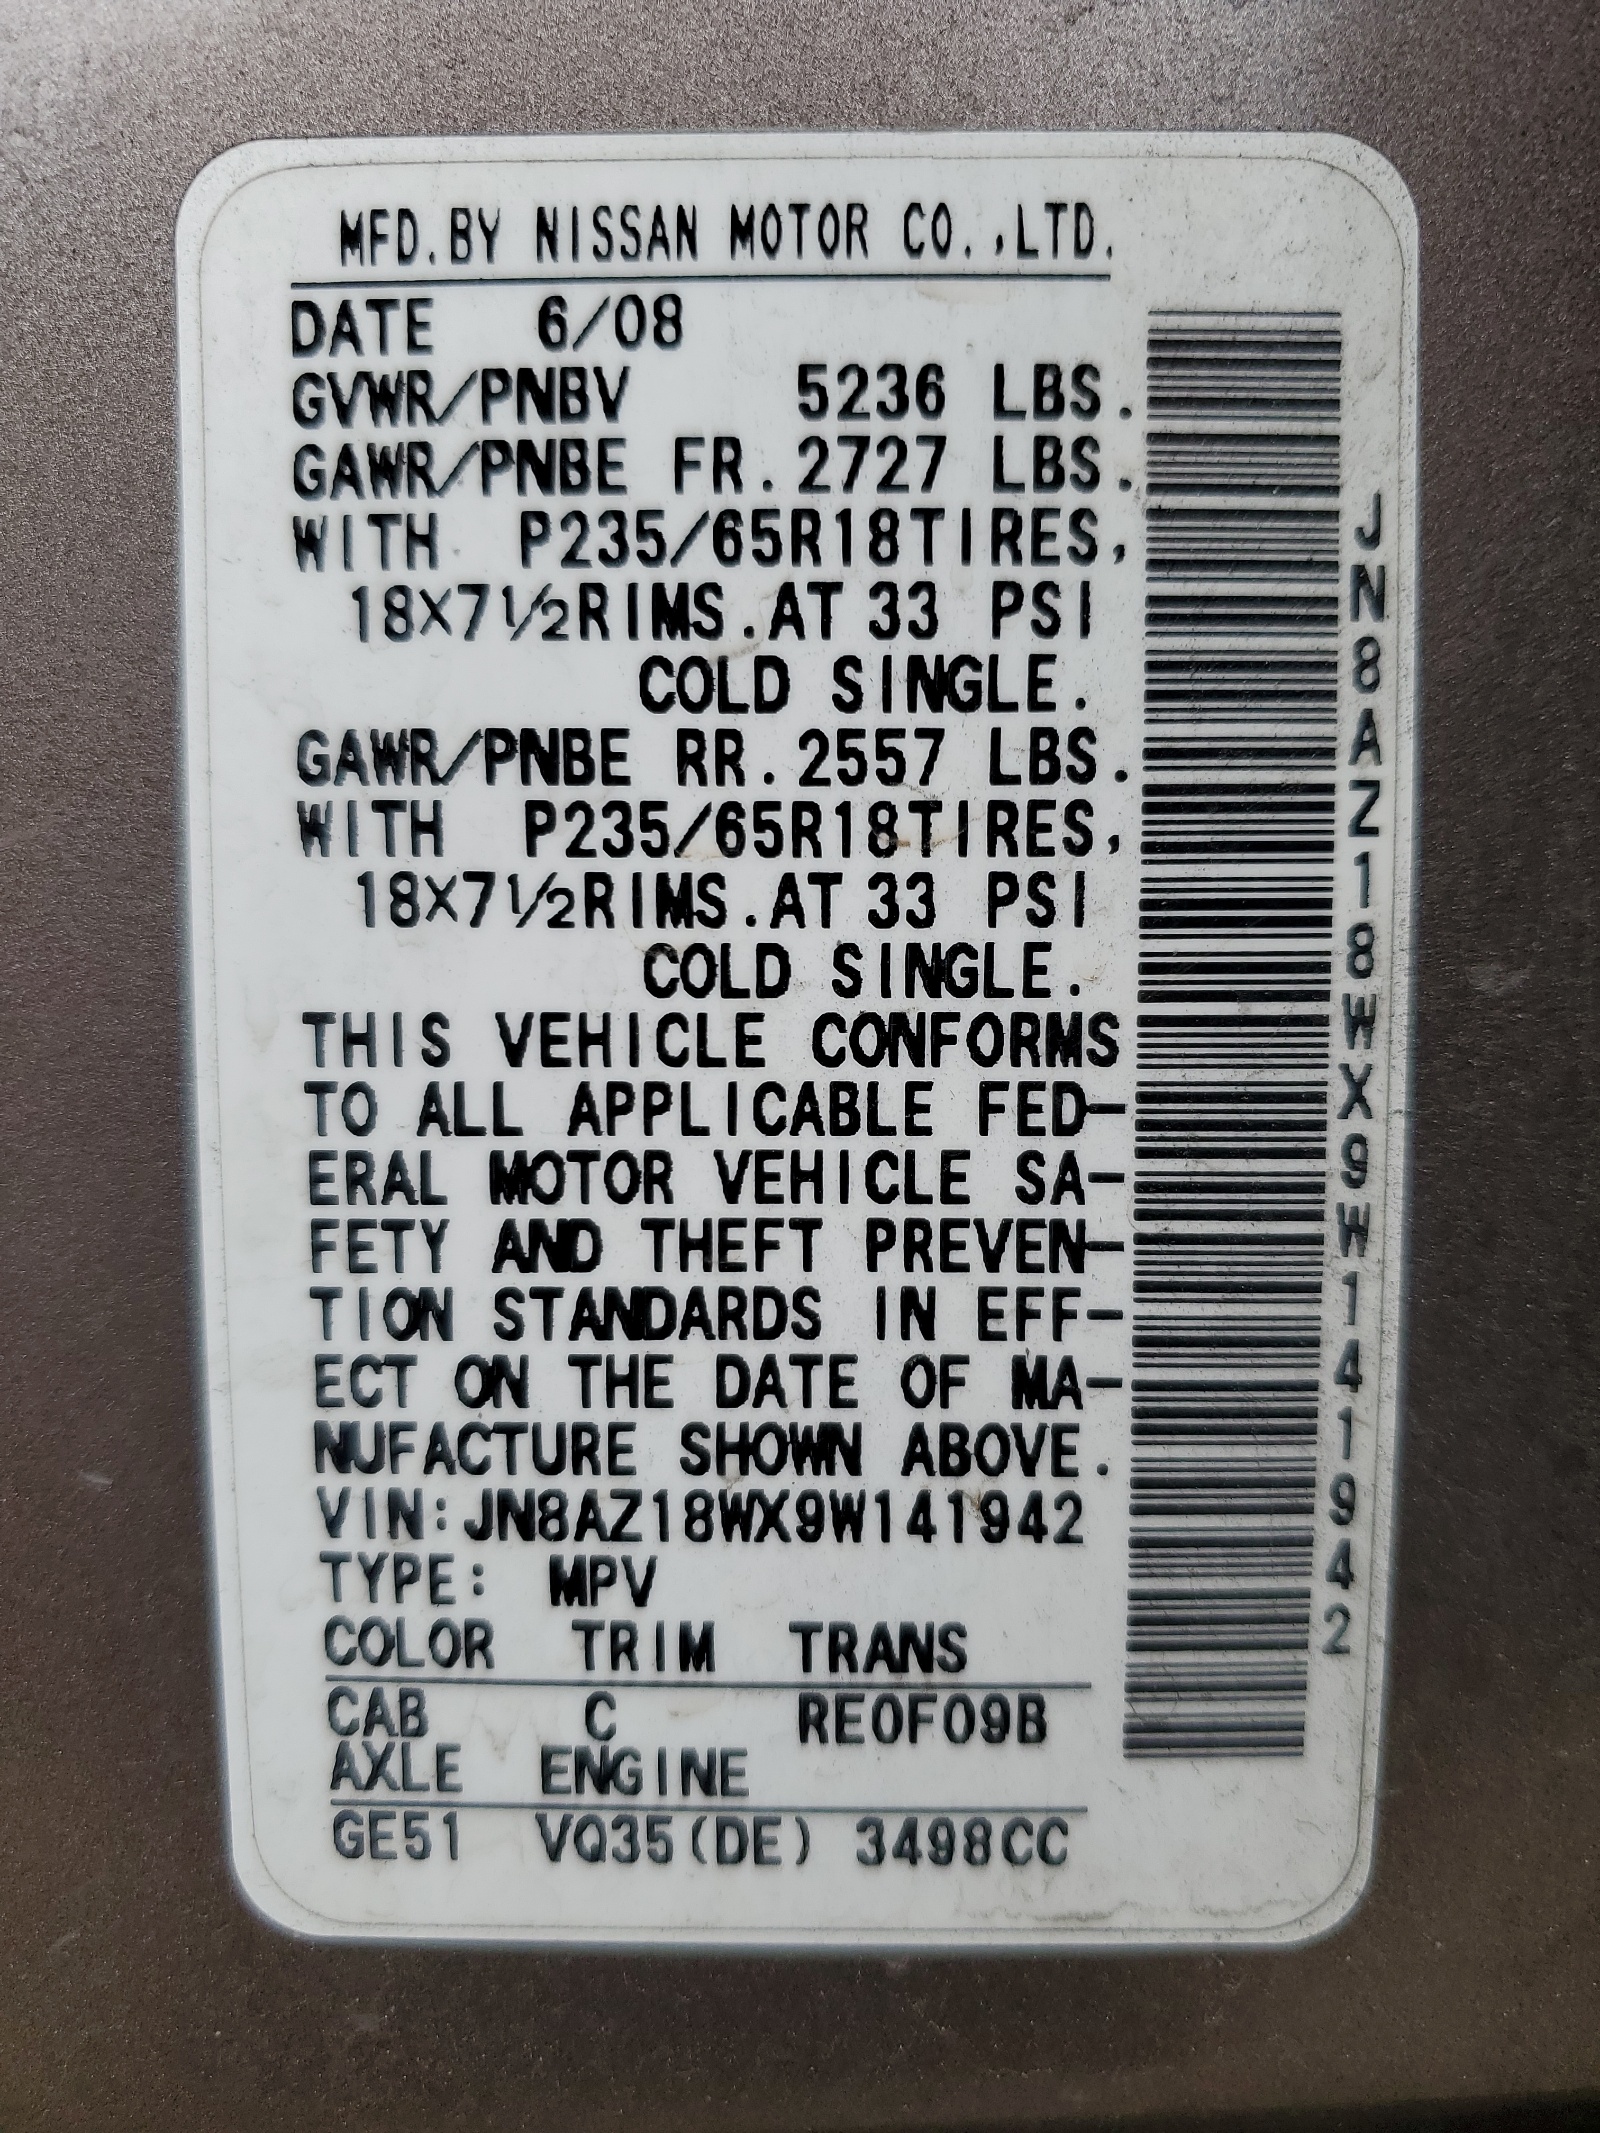 MFD.BY NISSAN MOTOR CO.,LTD.
DATE 6/08
GVWR/PNBV 5236 LBS.
GAWR/PNBE FR.2727 LBS.
WITH P235/65R18TIRES,
18X7½RIMS.AT 33 PSI
COLD SINGLE.
GAWR/PNBE RR.2557 LBS.
WITH P235/65R18TIRES,
18X7½RIMS.AT 33 PSI
COLD SINGLE.
THIS VEHICLE CONFORMS
TO ALL APPLICABLE FED-
ERAL MOTOR VEHICLE SA-
FETY AND THEFT PREVEN-
TION STANDARDS IN EFF-
ECT ON THE DATE OF MA-
NUFACTURE SHOWN ABOVE.
VIN:JN8AZ18WX9W141942
TYPE: MPV
COLOR TRIM TRANS
CAB C RE0F09B
AXLE ENGINE
GE51 VQ35(DE) 3498CC
JN8AZ18WX9W141942